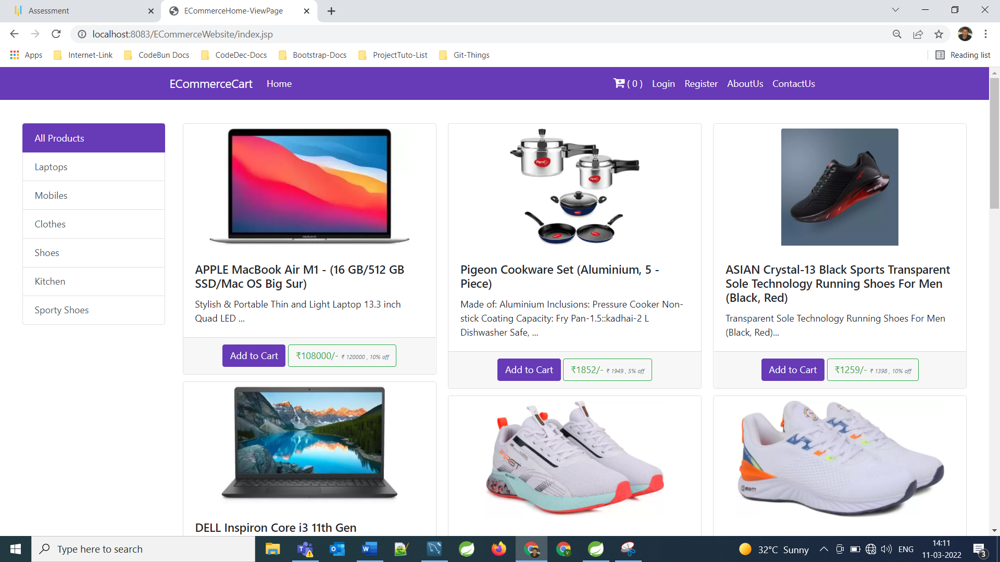 Assessment
ECommerceHome-ViewPage
localhost:8083/ECommerceWebsite/index.jsp
Apps Internet-Link CodeBun Docs CodeDec-Docs Bootstrap-Docs ProjectTuto-List Git-Things Reading list
ECommerceCart Home ( 0 ) Login Register AboutUs ContactUs
All Products
Laptops
Mobiles
Clothes
Shoes
Kitchen
Sporty Shoes
MacBook Air
APPLE MacBook Air M1 - (16 GB/512 GB
SSD/Mac OS Big Sur)
Stylish & Portable Thin and Light Laptop 13.3 inch
Quad LED ...
Add to Cart ₹108000/- ₹ 120000 , 10% off
Pigeon Cookware Set (Aluminium, 5 -
Piece)
Made of: Aluminium Inclusions: Pressure Cooker Non-
stick Coating Capacity: Fry Pan-1.5::kadhai-2 L
Dishwasher Safe, ...
Add to Cart ₹1852/- ₹ 1949 , 5% off
ASIAN Crystal-13 Black Sports Transparent
Sole Technology Running Shoes For Men
(Black, Red)
Transparent Sole Technology Running Shoes For Men
(Black, Red)...
Add to Cart ₹1259/- ₹ 1398 , 10% off
DELL Inspiron Core i3 11th Gen
FIRST
Type here to search
32°C Sunny
ENG
14:11
11-03-2022
3